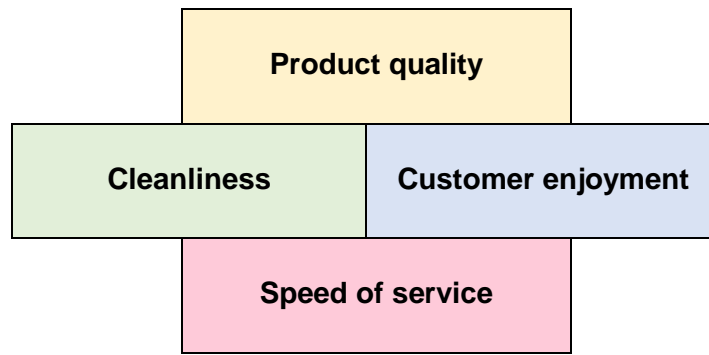 Product quality
Cleanliness
Customer enjoyment
Speed of service